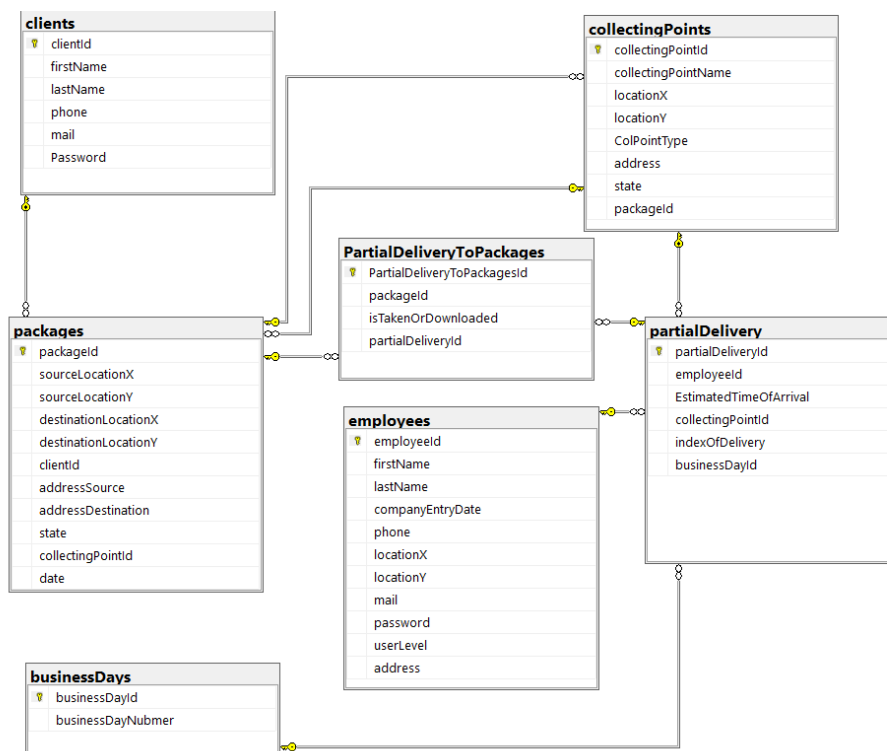 clients
clientId
firstName
lastName
phone
mail
Password
collectingPoints
collectingPointId
collectingPointName
locationX
locationY
ColPointType
address
state
packageId
PartialDeliveryToPackages
PartialDeliveryToPackagesId
packageId
isTakenOrDownloaded
partialDeliveryId
packages
packageId
sourceLocationX
sourceLocationY
destinationLocationX
destinationLocationY
clientId
addressSource
addressDestination
state
collectingPointId
date
partialDelivery
partialDeliveryId
employeeId
EstimatedTimeOfArrival
collectingPointId
indexOfDelivery
businessDayId
employees
employeeId
firstName
lastName
companyEntryDate
phone
locationX
locationY
mail
password
userLevel
address
businessDays
businessDayId
businessDayNubmer